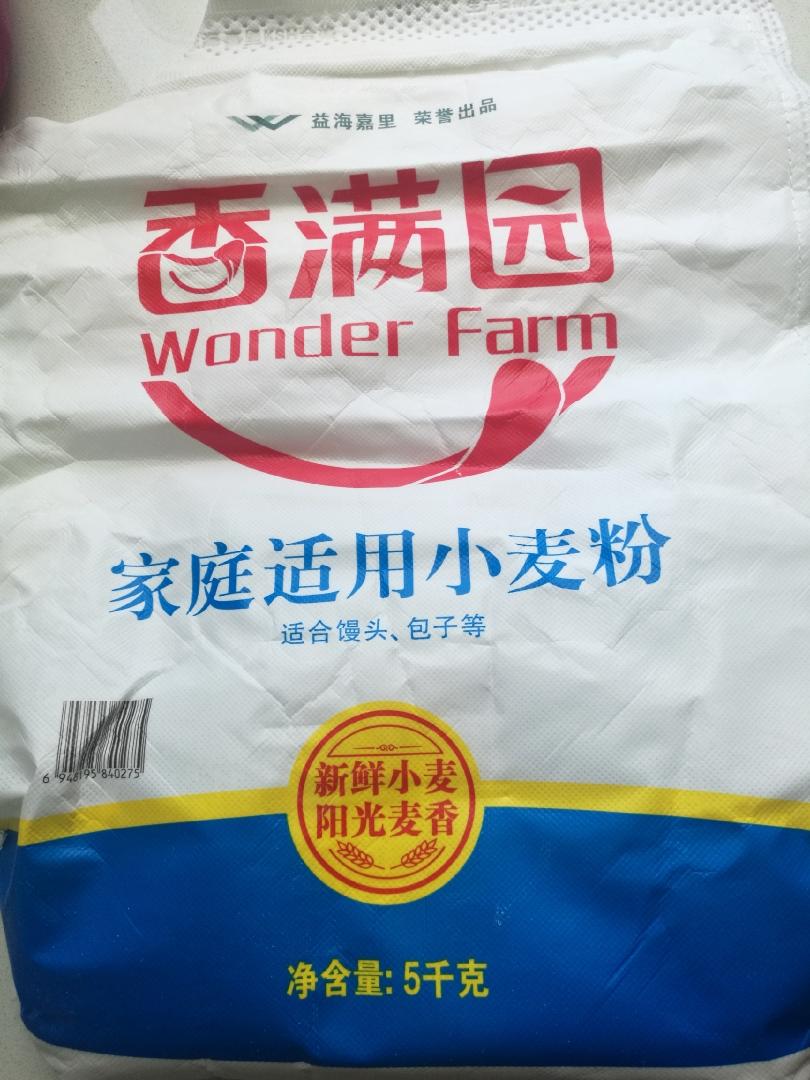 益海嘉里 荣誉出品
香满园
Wonder Farm
家庭适用小麦粉
适合馒头、包子等
6 946195 840275
新鲜小麦
阳光麦香
净含量: 5千克